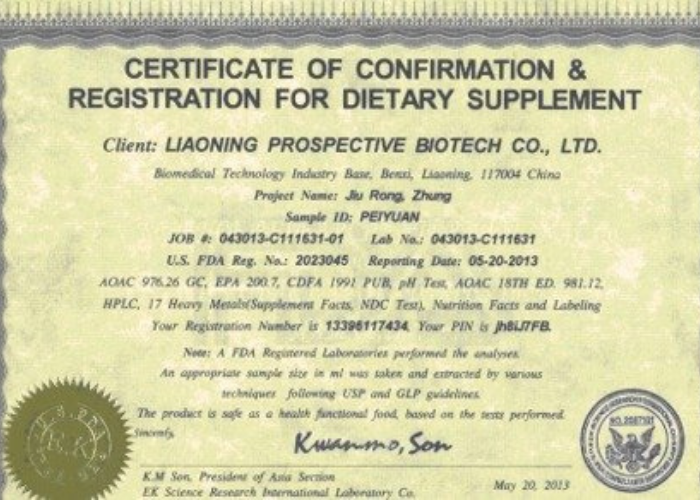 CERTIFICATE OF CONFIRMATION &
REGISTRATION FOR DIETARY SUPPLEMENT
Client: LIAONING PROSPECTIVE BIOTECH CO., LTD.
Biomedical Technology Industry Base, Benxi, Liaoning, 117004 China
Project Name: Jiu Rong, Zhung
Sample ID: PEIYUAN
JOB #: 043013-C111631-01 Lab No.: 043013-C111631
U.S. FDA Reg. No.: 2023045 Reporting Date: 05-20-2013
AOAC 976.26 GC, EPA 200.7, CDFA 1991 PUB, pH Test, AOAC 18TH ED. 981.12,
HPLC, 17 Heavy Metals(Supplement Facts, NDC Test), Nutrition Facts and Labeling
Your Registration Number is 13396117434, Your PIN is jh8iJ7FB.
Note: A FDA Registered Laboratories performed the analyses.
An appropriate sample size in ml was taken and extracted by various
techniques following USP and GLP guidelines.
The product is safe as a health functional food, based on the tests performed.
Sincerely,
Kwanmo, Son
K.M Son, President of Asia Section
EK Science Research International Laboratory Co.
May 20, 2013
EK